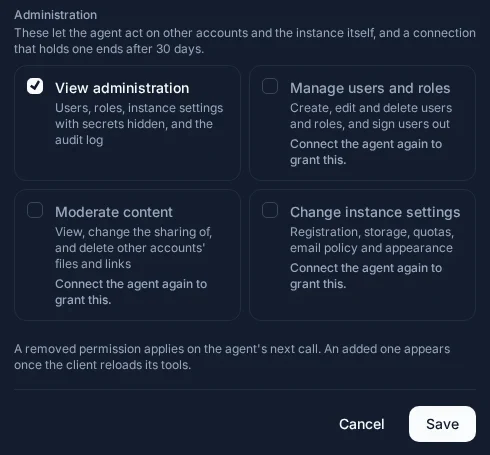 Administration
These let the agent act on other accounts and the instance itself, and a connection
that holds one ends after 30 days.
View administration
Users, roles, instance settings
with secrets hidden, and the
audit log
Manage users and roles
Create, edit and delete users
and roles, and sign users out
Connect the agent again to
grant this.
Moderate content
View, change the sharing of,
and delete other accounts'
files and links
Connect the agent again to
grant this.
Change instance settings
Registration, storage, quotas,
email policy and appearance
Connect the agent again to
grant this.
A removed permission applies on the agent's next call. An added one appears
once the client reloads its tools.
Cancel
Save